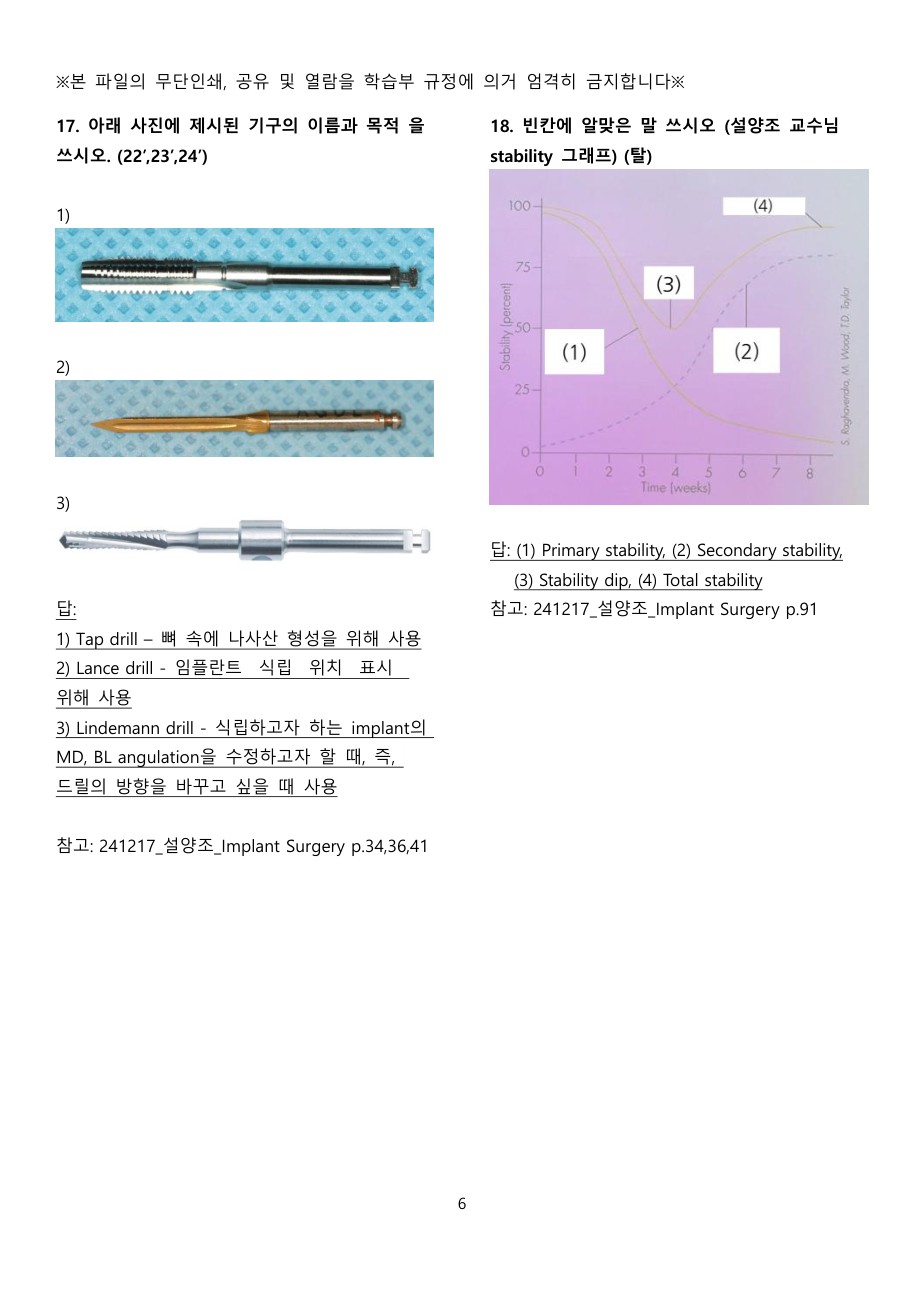 ※본 파일의 무단인쇄, 공유 및 열람을 학습부 규정에 의거 엄격히 금지합니다※
17. 아래 사진에 제시된 기구의 이름과 목적 을
쓰시오. (22’,23’,24’)
1)
2)
3)
답:
1) Tap drill – 뼈 속에 나사산 형성을 위해 사용
2) Lance drill - 임플란트 식립 위치 표시
위해 사용
3) Lindemann drill - 식립하고자 하는 implant의
MD, BL angulation을 수정하고자 할 때, 즉,
드릴의 방향을 바꾸고 싶을 때 사용
참고: 241217_설양조_Implant Surgery p.34,36,41
18. 빈칸에 알맞은 말 쓰시오 (설양조 교수님
stability 그래프) (탈)
100
75
50
25
0
Stability (percent)
(4)
(3)
(1)
(2)
S. Raghavendra, M. Wood, T.D. Taylor
0 1 2 3 4 5 6 7 8
Time (weeks)
답: (1) Primary stability, (2) Secondary stability,
(3) Stability dip, (4) Total stability
참고: 241217_설양조_Implant Surgery p.91
6